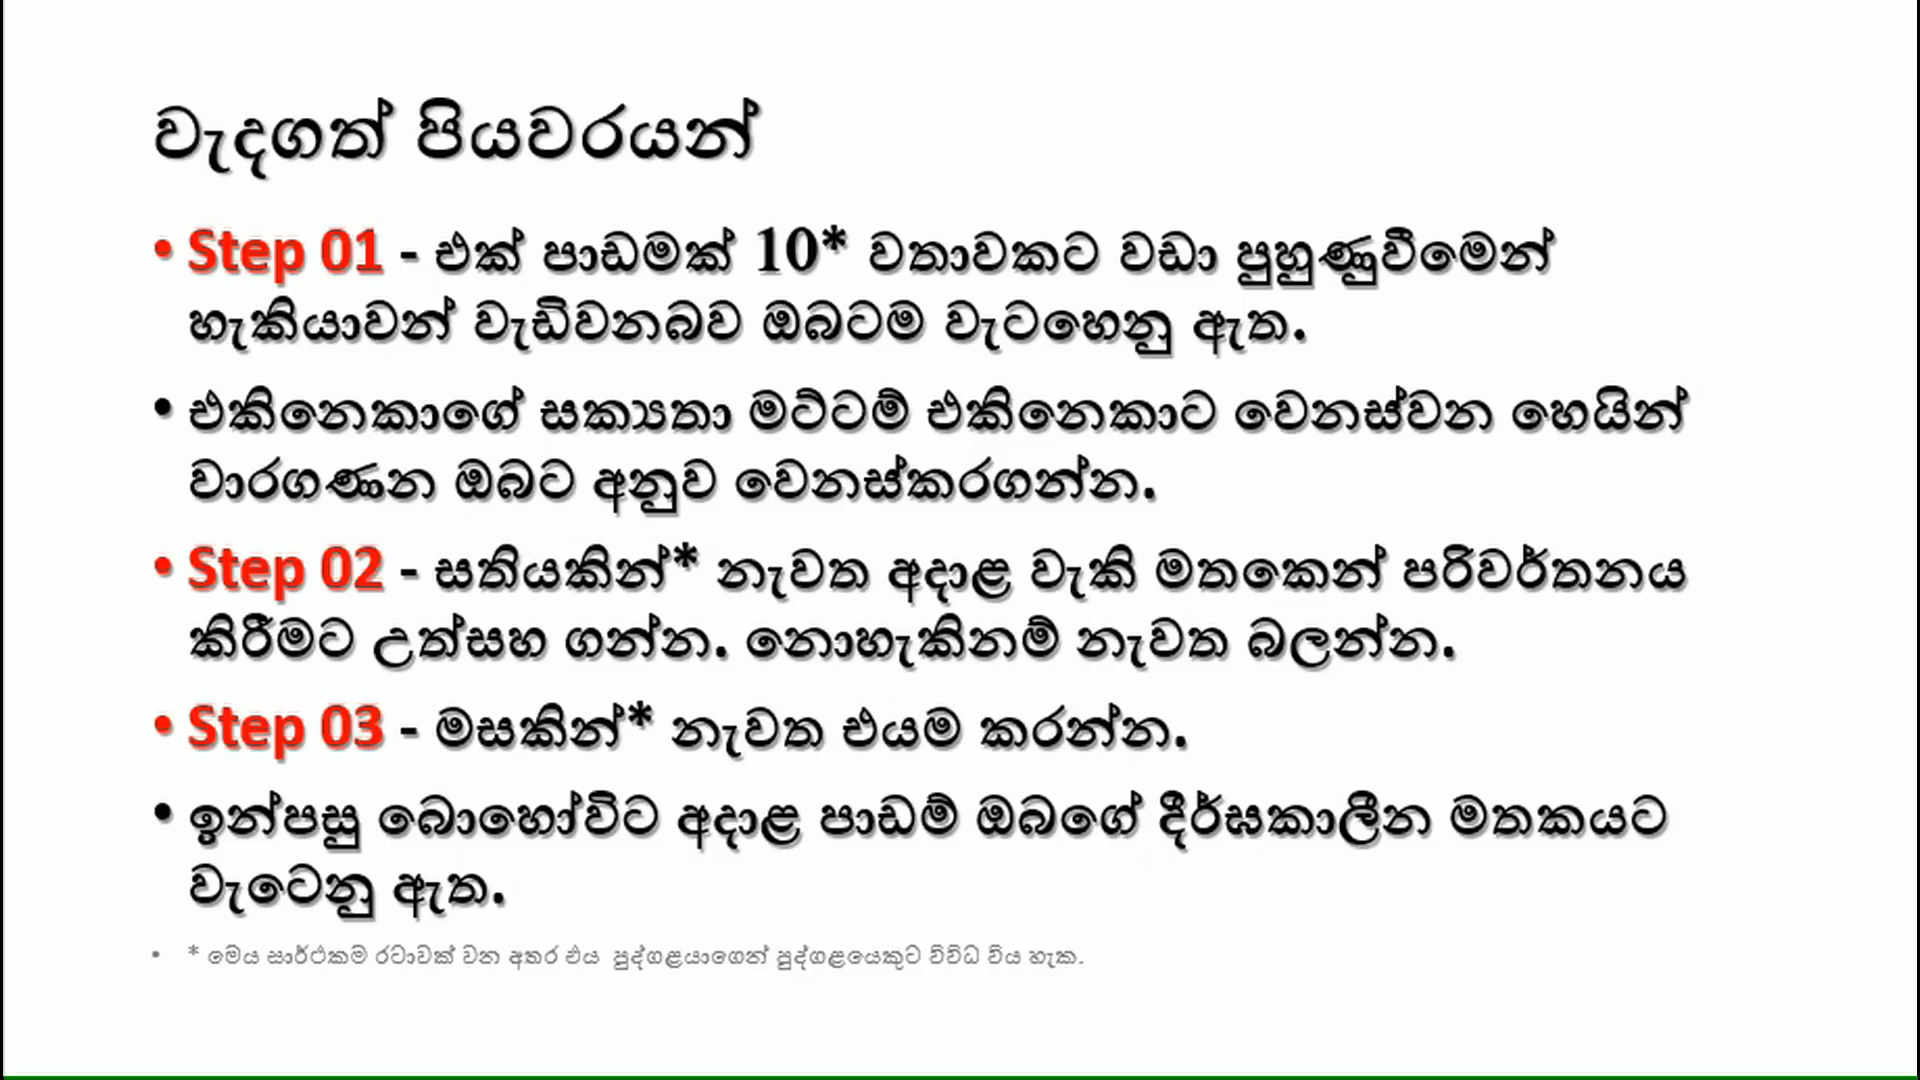 වැදගත් පියවරයන්
• Step 01 - එක් පාඩමක් 10* වතාවකට වඩා පුහුණුවීමෙන්
හැකියාවන් වැඩිවනබව ඔබටම වැටහෙනු ඇත.
• එකිනෙකාගේ සක්‍යතා මට්ටම් එකිනෙකාට වෙනස්වන හෙයින්
වාරගණන ඔබට අනුව වෙනස්කරගන්න.
• Step 02 - සතියකින්* නැවත අදාළ වැකි මතකෙන් පරිවර්තනය
කිරීමට උත්සහ ගන්න. නොහැකිනම් නැවත බලන්න.
• Step 03 - මසකින්* නැවත එයම කරන්න.
• ඉන්පසු බොහෝවිට අදාළ පාඩම් ඔබගේ දීර්ඝකාලීන මතකයට
වැටෙනු ඇත.
• * මෙය සාර්ථකම රටාවක් වන අතර එය පුද්ගළයාගෙන් පුද්ගළයෙකුට විවිධ විය හැක.